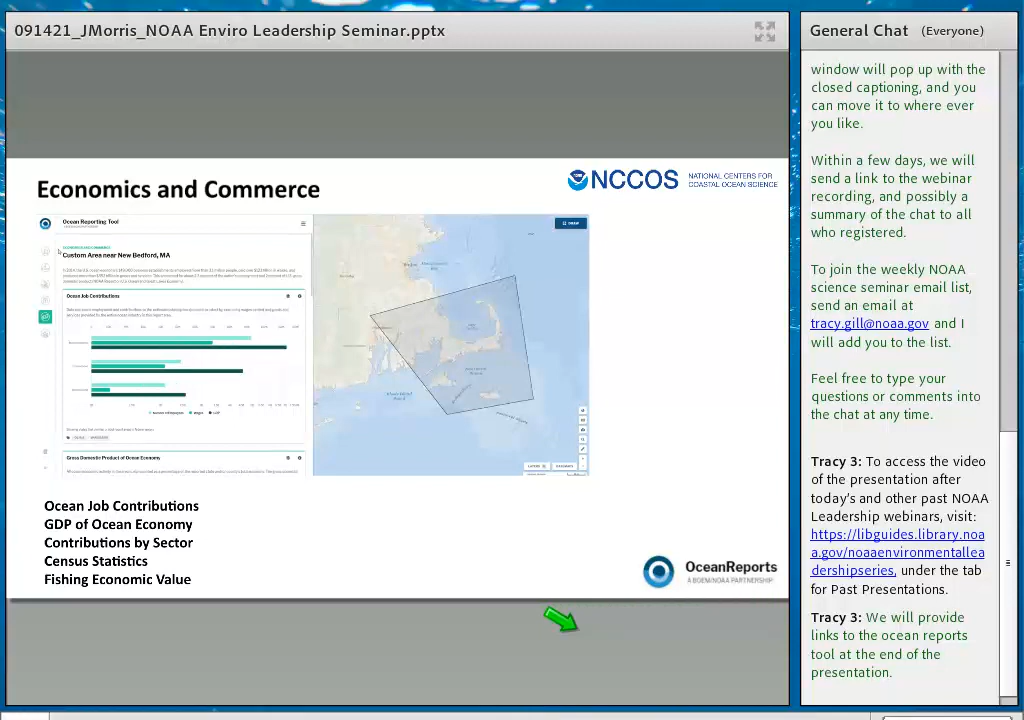 091421_JMorris_NOAA Enviro Leadership Seminar.pptx
Economics and Commerce
NCCOS
NATIONAL CENTERS FOR
COASTAL OCEAN SCIENCE
Ocean Reporting Tool
Custom Area near New Bedford, MA
Ocean Job Contributions
Gross Domestic Product of Ocean Economy
Ocean Job Contributions
GDP of Ocean Economy
Contributions by Sector
Census Statistics
Fishing Economic Value
OceanReports
A BOEM/NOAA PARTNERSHIP
General Chat (Everyone)
window will pop up with the
closed captioning, and you
can move it to where ever
you like.
Within a few days, we will
send a link to the webinar
recording, and possibly a
summary of the chat to all
who registered.
To join the weekly NOAA
science seminar email list,
send an email at
tracy.gill@noaa.gov and I
will add you to the list.
Feel free to type your
questions or comments into
the chat at any time.
Tracy 3: To access the video
of the presentation after
today's and other past NOAA
Leadership webinars, visit:
https://libguides.library.noa
a.gov/noaaenvironmentallea
dershipseries, under the tab
for Past Presentations.
Tracy 3: We will provide
links to the ocean reports
tool at the end of the
presentation.